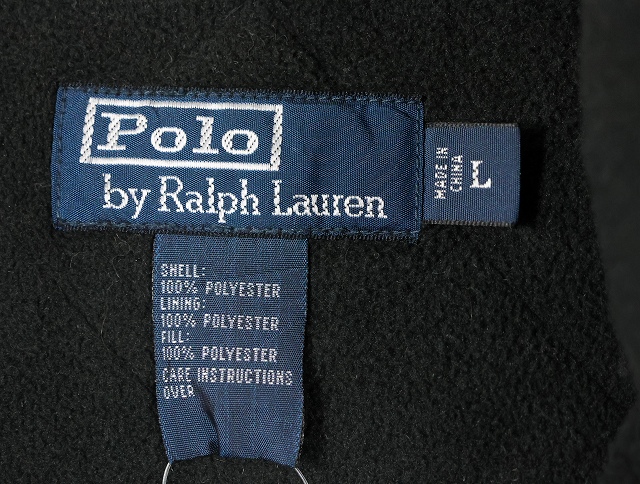 Polo
by Ralph Lauren
MADE IN
CHINA
L
SHELL:
100% POLYESTER
LINING:
100% POLYESTER
FILL:
100% POLYESTER
CARE INSTRUCTIONS
OVER